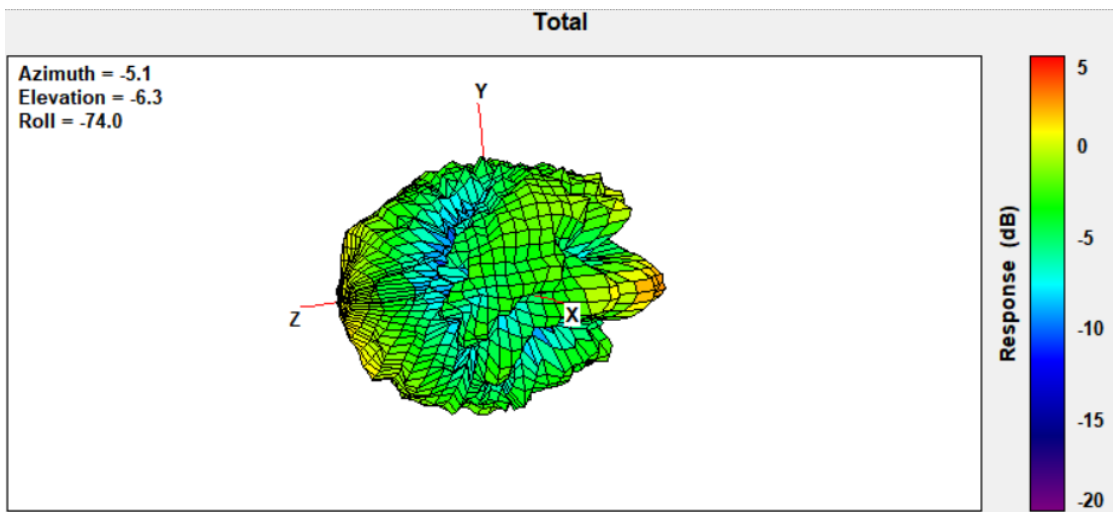 Total
Azimuth = -5.1
Elevation = -6.3
Roll = -74.0
Y
Z
X
5
0
-5
-10
-15
-20
Response (dB)